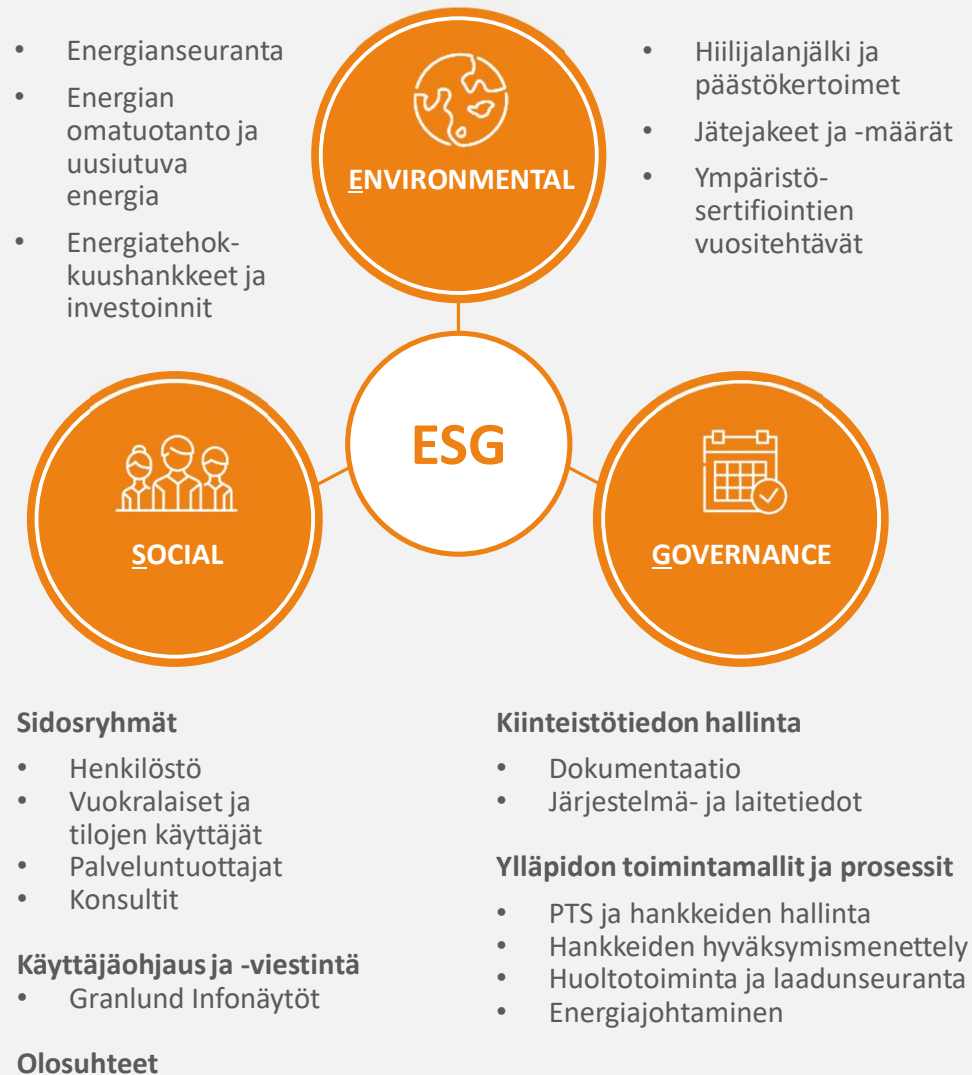 • Energianseuranta
• Energian
omatuotanto ja
uusiutuva
energia
• Energiatehok-
kuushankkeet ja
investoinnit
ENVIRONMENTAL
• Hiilijalanjälki ja
päästökertoimet
• Jätejakeet ja -määrät
• Ympäristö-
sertifiointien
vuositehtävät
ESG
SOCIAL
GOVERNANCE
Sidosryhmät
• Henkilöstö
• Vuokralaiset ja
tilojen käyttäjät
• Palveluntuottajat
• Konsultit
Käyttäjäohjaus ja -viestintä
• Granlund Infonäytöt
Olosuhteet
Kiinteistötiedon hallinta
• Dokumentaatio
• Järjestelmä- ja laitetiedot
Ylläpidon toimintamallit ja prosessit
• PTS ja hankkeiden hallinta
• Hankkeiden hyväksymismenettely
• Huoltotoiminta ja laadunseuranta
• Energiajohtaminen